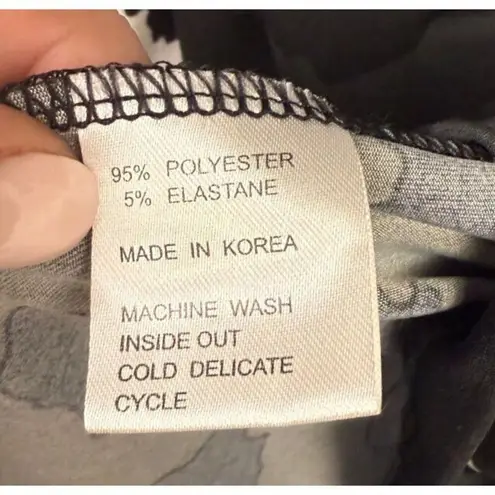 95% POLYESTER
5% ELASTANE
MADE IN KOREA
MACHINE WASH
INSIDE OUT
COLD DELICATE
CYCLE